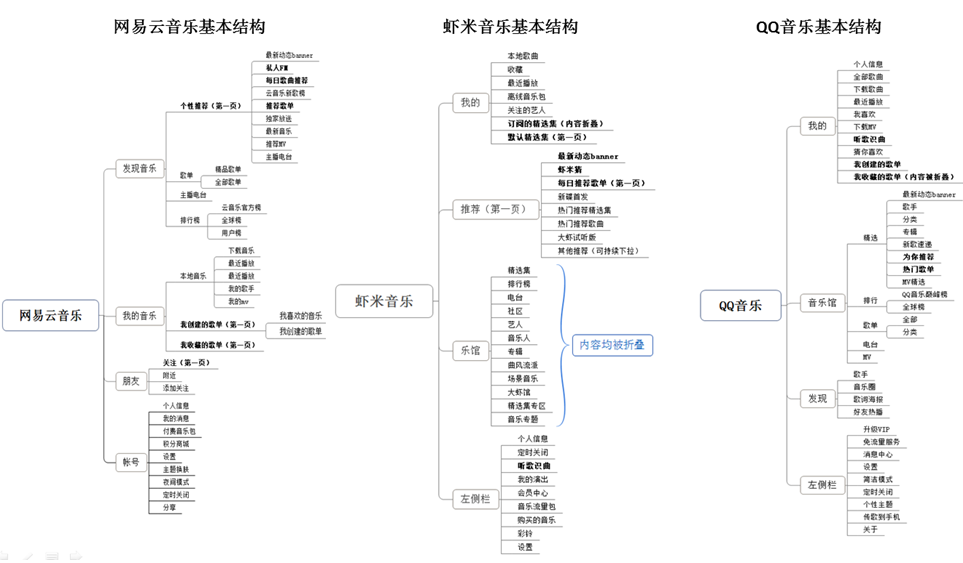 网易云音乐基本结构
网易云音乐
发现音乐
个性推荐（第一页）
最新动态banner
私人FM
每日歌曲推荐
云音乐新歌榜
推荐歌单
独家放送
最新音乐
推荐MV
主播电台
歌单
精品歌单
全部歌单
主播电台
排行榜
云音乐官方榜
全球榜
用户榜
我的音乐
本地音乐
下载音乐
最近播放
最近播放
我的歌手
我的mv
我创建的歌单（第一页）
我喜欢的音乐
我创建的歌单
我收藏的歌单（第一页）
朋友
关注（第一页）
附近
添加关注
帐号
个人信息
我的消息
付费音乐包
积分商城
设置
主题换肤
夜间模式
定时关闭
分享
虾米音乐基本结构
虾米音乐
我的
本地歌曲
收藏
最近播放
离线音乐包
关注的艺人
订阅的精选集（内容折叠）
默认精选集（第一页）
推荐（第一页）
最新动态banner
虾米猜
每日推荐歌单（第一页）
新碟首发
热门推荐精选集
热门推荐歌曲
大虾试听版
其他推荐（可持续下拉）
乐馆
精选集
排行榜
电台
社区
艺人
音乐人
专辑
曲风流派
场景音乐
大虾馆
精选集专区
音乐专题
内容均被折叠
左侧栏
个人信息
定时关闭
听歌识曲
我的演出
会员中心
音乐流量包
购买的音乐
彩铃
设置
QQ音乐基本结构
QQ音乐
我的
个人信息
全部歌曲
下载歌曲
最近播放
我喜欢
下载MV
听歌识曲
猜你喜欢
我创建的歌单
我收藏的歌单（内容被折叠）
音乐馆
精选
最新动态banner
歌手
分类
专辑
新歌速递
为你推荐
热门歌单
MV精选
排行
QQ音乐巅峰榜
全球榜
歌单
全部
分类
电台
MV
发现
歌手
音乐圈
歌词海报
好友热播
左侧栏
升级VIP
免流量服务
消息中心
设置
简洁模式
定时关闭
个性主题
传歌到手机
关于